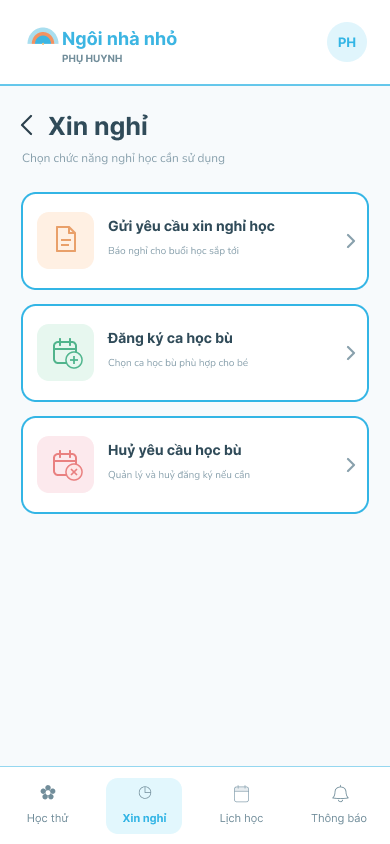 Ngôi nhà nhỏ
PHỤ HUYNH
PH
Xin nghỉ
Chọn chức năng nghỉ học cần sử dụng
Gửi yêu cầu xin nghỉ học
Báo nghỉ cho buổi học sắp tới
Đăng ký ca học bù
Chọn ca học bù phù hợp cho bé
Huỷ yêu cầu học bù
Quản lý và huỷ đăng ký nếu cần
Học thử
Xin nghỉ
Lịch học
Thông báo